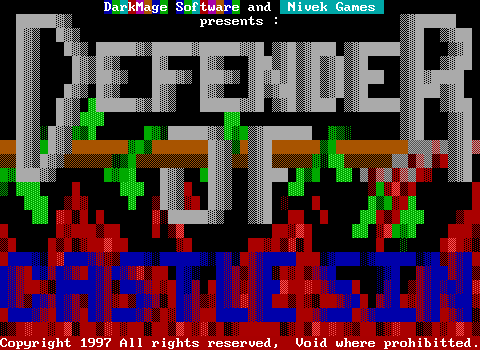 DarkMage Software and Nivek Games
presents :
DEFENDER
OF
Copyright 1997 All rights reserved, Void where prohibitted.